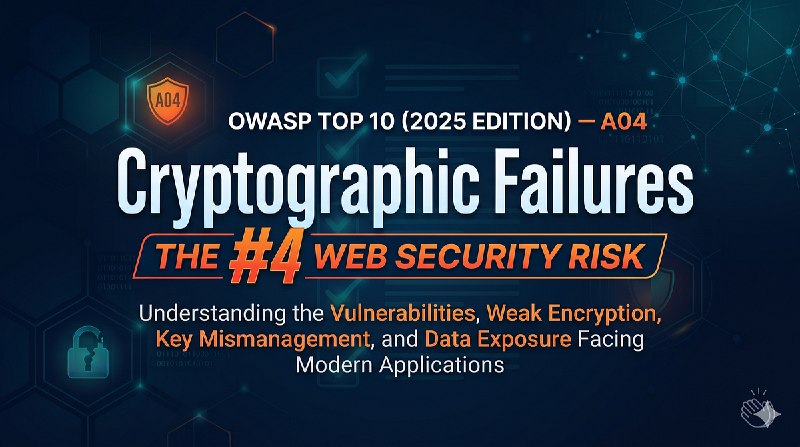 A04
OWASP TOP 10 (2025 EDITION) — A04
Cryptographic Failures
THE #4 WEB SECURITY RISK
Understanding the Vulnerabilities, Weak Encryption,
Key Mismanagement, and Data Exposure Facing
Modern Applications